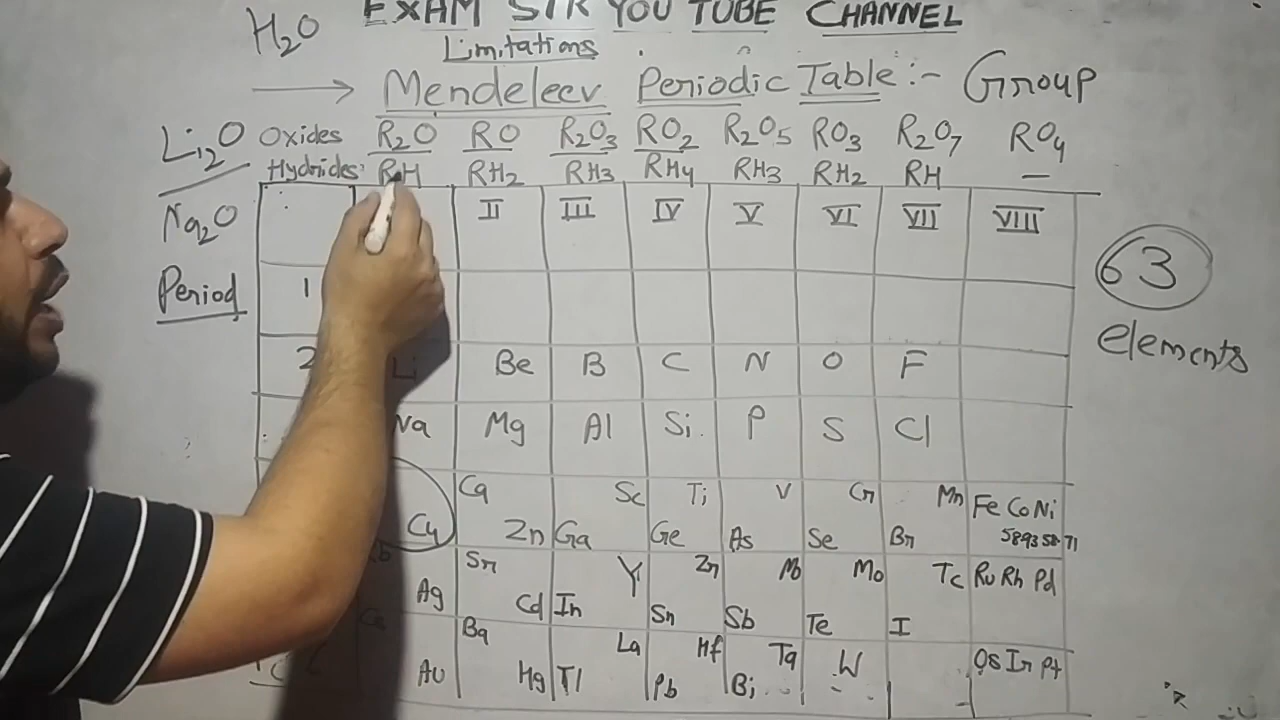 EXAM STR YOU TUBE CHANNEL
H2O
Limitations
Mendeleev Periodic Table:- Group
Li2O Oxides R2O RO R2O3 RO2 R2O5 RO3 R2O7 RO4
Hydrides: RH RH2 RH3 RH4 RH3 RH2 RH —
Na2O II III IV V VI VII VIII
Period 1
63
elements
2 Li Be B C N O F
Na Mg Al Si P S Cl
Ca Sc Ti V Cr Mn Fe Co Ni
Cu Zn Ga Ge As Se Br
Sr Y Zr Mo Tc Ru Rh Pd
Ag Cd In Sn Sb Te I
Ba La Hf Ta W Os Ir Pt
Au Hg Tl Pb Bi